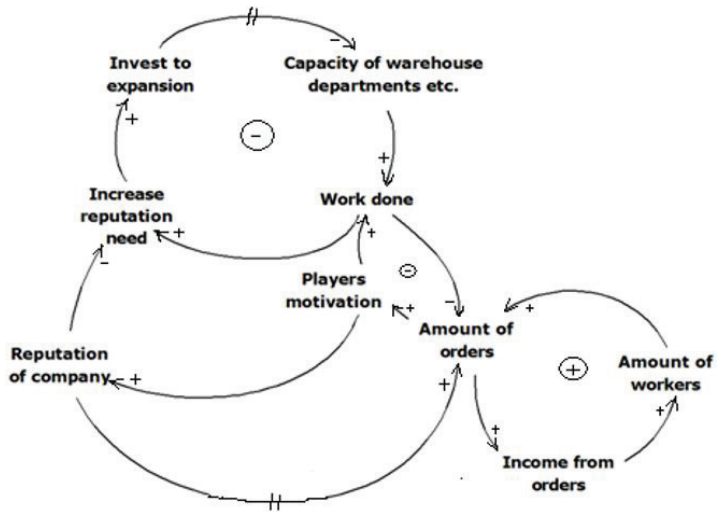 Invest to
expansion
Capacity of warehouse
departments etc.
-
+
-
+
Increase
reputation
need
Work done
+
+
-
-
Players
motivation
-
+
+
Amount of
orders
Reputation
of company
+
+
+
Amount of
workers
+
+
Income from
orders